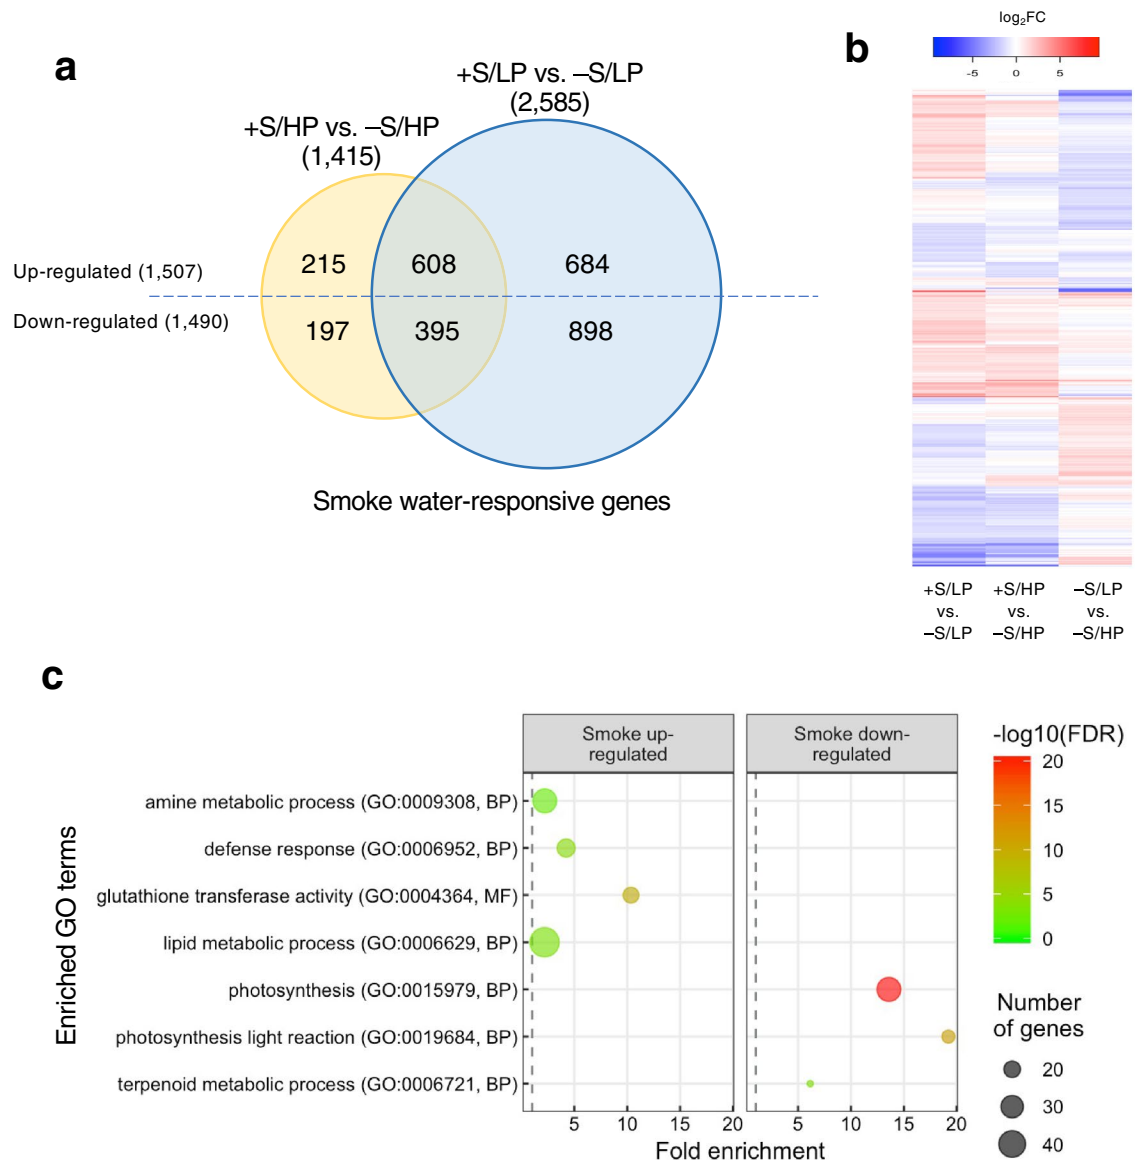 a
+S/LP vs. –S/LP
(2,585)
+S/HP vs. –S/HP
(1,415)
Up-regulated (1,507)
Down-regulated (1,490)
215
608
684
197
395
898
Smoke water-responsive genes
b
log₂FC
-5
0
5
+S/LP
vs.
–S/LP
+S/HP
vs.
–S/HP
–S/LP
vs.
–S/HP
c
Enriched GO terms
Smoke up-
regulated
Smoke down-
regulated
amine metabolic process (GO:0009308, BP)
defense response (GO:0006952, BP)
glutathione transferase activity (GO:0004364, MF)
lipid metabolic process (GO:0006629, BP)
photosynthesis (GO:0015979, BP)
photosynthesis light reaction (GO:0019684, BP)
terpenoid metabolic process (GO:0006721, BP)
5
10
15
20
5
10
15
20
Fold enrichment
-log10(FDR)
20
15
10
5
0
Number
of genes
20
30
40